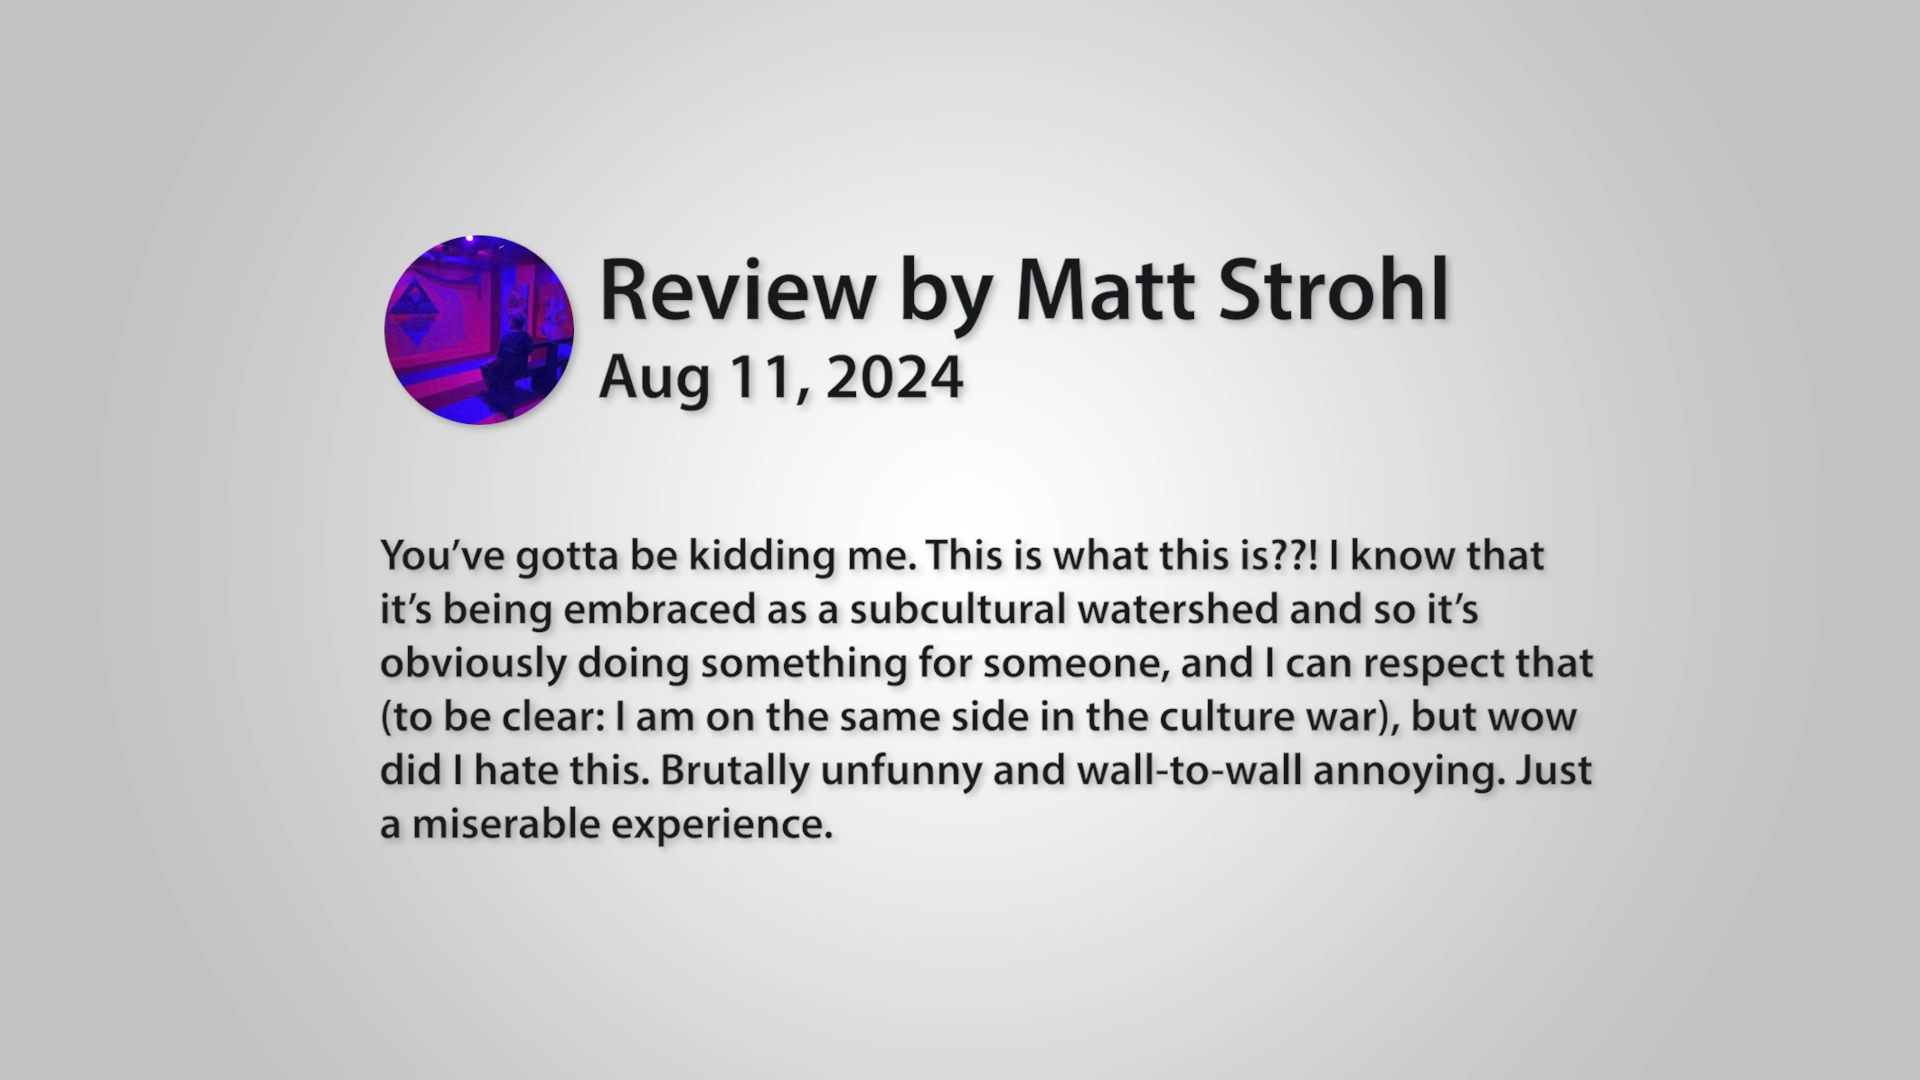 Review by Matt Strohl
Aug 11, 2024
You’ve gotta be kidding me. This is what this is??! I know that
it’s being embraced as a subcultural watershed and so it’s
obviously doing something for someone, and I can respect that
(to be clear: I am on the same side in the culture war), but wow
did I hate this. Brutally unfunny and wall-to-wall annoying. Just
a miserable experience.